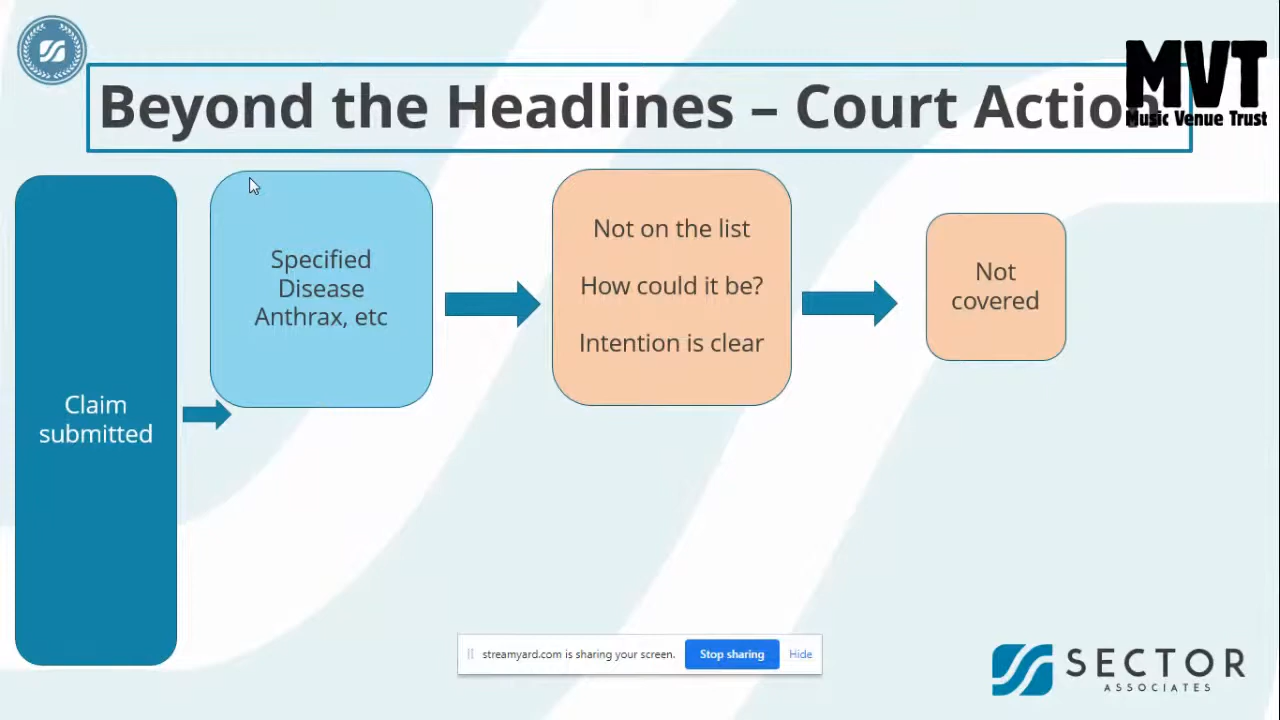 MVT
Music Venue Trust
Beyond the Headlines – Court Action
Claim
submitted
Specified
Disease
Anthrax, etc
Not on the list
How could it be?
Intention is clear
Not
covered
streamyard.com is sharing your screen.
Stop sharing
Hide
SECTOR
ASSOCIATES